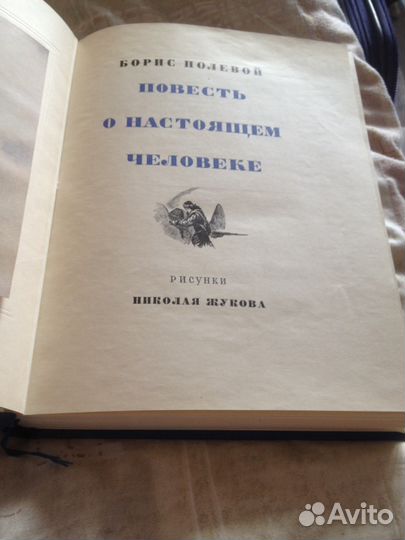 БОРИС ПОЛЕВОЙ
ПОВЕСТЬ
О НАСТОЯЩЕМ
ЧЕЛОВЕКЕ
РИСУНКИ
НИКОЛАЯ ЖУКОВА
Avito